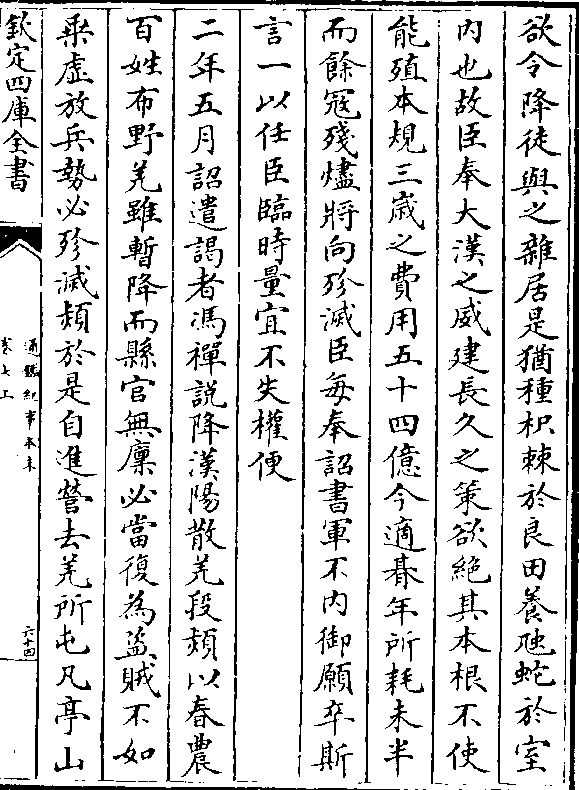 欲令降徒與之雜居是猶種枳棘於良田養虺蛇於室
内也故臣奉大漢之威建長久之策欲絶其本根不使
能殖本規三歳之費用五十四億今適朞年所耗未半
而餘寇殘燼將向殄滅臣每奉詔書軍不内御願卒斯
言一以任臣臨時量宜不失權便
二年五月詔遣謁者馮禪說降漢陽散羌段熲以春農
百姓布野羌雖暫降而縣官無廩必當復為盜賊不如
乗虚放兵勢必殄滅熲於是自進營去羌所屯凡亭山
欽定四庫全書
通鑑紀事本末
卷七上
六十四